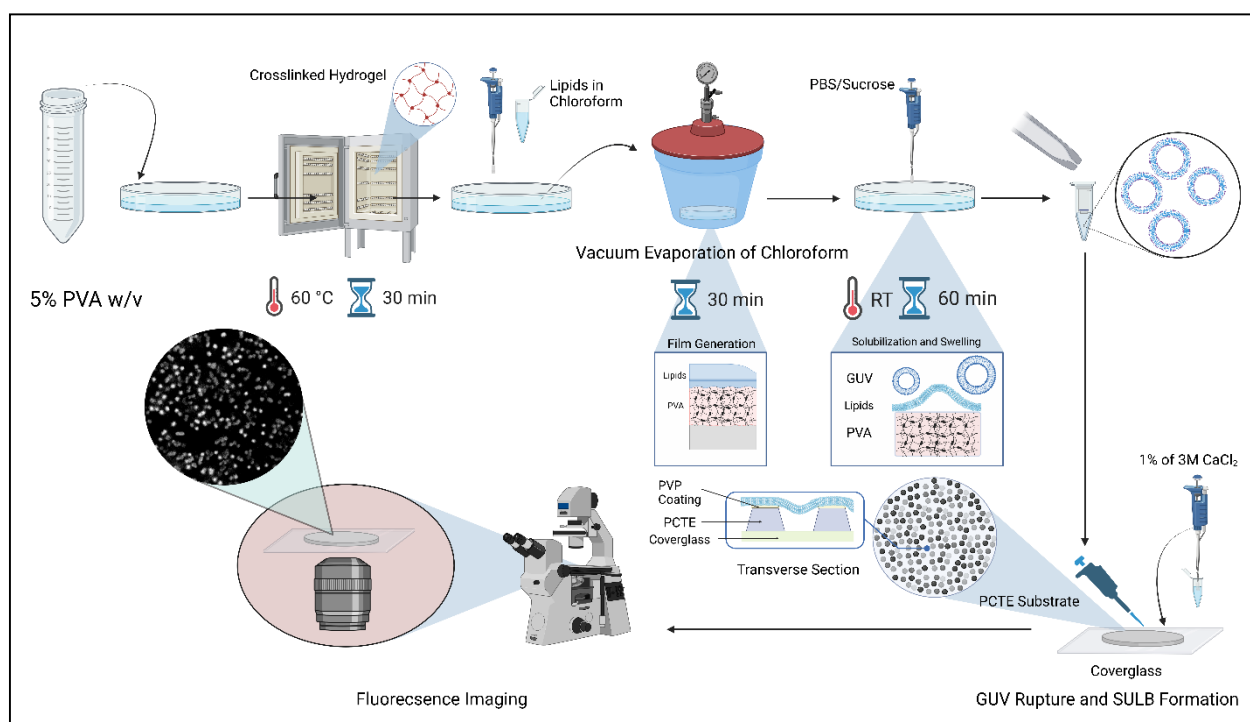 Crosslinked Hydrogel
Lipids in
Chloroform
PBS/Sucrose
Vacuum Evaporation of Chloroform
5% PVA w/v
60 °C
30 min
30 min
RT
60 min
Film Generation
Lipids
PVA
Solubilization and Swelling
GUV
Lipids
PVA
1% of 3M CaCl₂
PVP
Coating
PCTE
Coverglass
Transverse Section
PCTE Substrate
Coverglass
Fluorecsence Imaging
GUV Rupture and SULB Formation